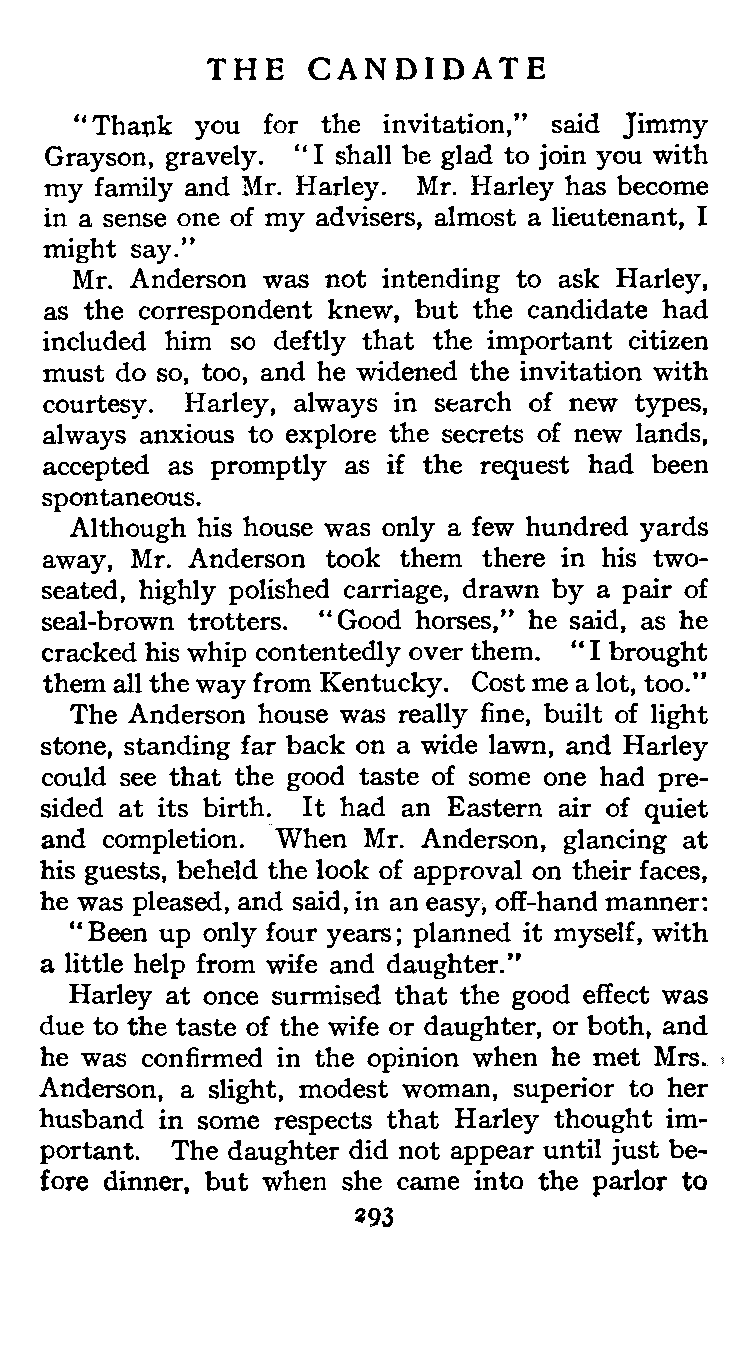 THE CANDIDATE
"Thank you for the invitation," said Jimmy
Grayson, gravely. "I shall be glad to join you with
my family and Mr. Harley. Mr. Harley has become
in a sense one of my advisers, almost a lieutenant, I
might say."
Mr. Anderson was not intending to ask Harley,
as the correspondent knew, but the candidate had
included him so deftly that the important citizen
must do so, too, and he widened the invitation with
courtesy. Harley, always in search of new types,
always anxious to explore the secrets of new lands,
accepted as promptly as if the request had been
spontaneous.
Although his house was only a few hundred yards
away, Mr. Anderson took them there in his two-
seated, highly polished carriage, drawn by a pair of
seal-brown trotters. "Good horses," he said, as he
cracked his whip contentedly over them. "I brought
them all the way from Kentucky. Cost me a lot, too."
The Anderson house was really fine, built of light
stone, standing far back on a wide lawn, and Harley
could see that the good taste of some one had pre-
sided at its birth. It had an Eastern air of quiet
and completion. When Mr. Anderson, glancing at
his guests, beheld the look of approval on their faces,
he was pleased, and said, in an easy, off-hand manner:
"Been up only four years; planned it myself, with
a little help from wife and daughter."
Harley at once surmised that the good effect was
due to the taste of the wife or daughter, or both, and
he was confirmed in the opinion when he met Mrs.
Anderson, a slight, modest woman, superior to her
husband in some respects that Harley thought im-
portant. The daughter did not appear until just be-
fore dinner, but when she came into the parlor to
293